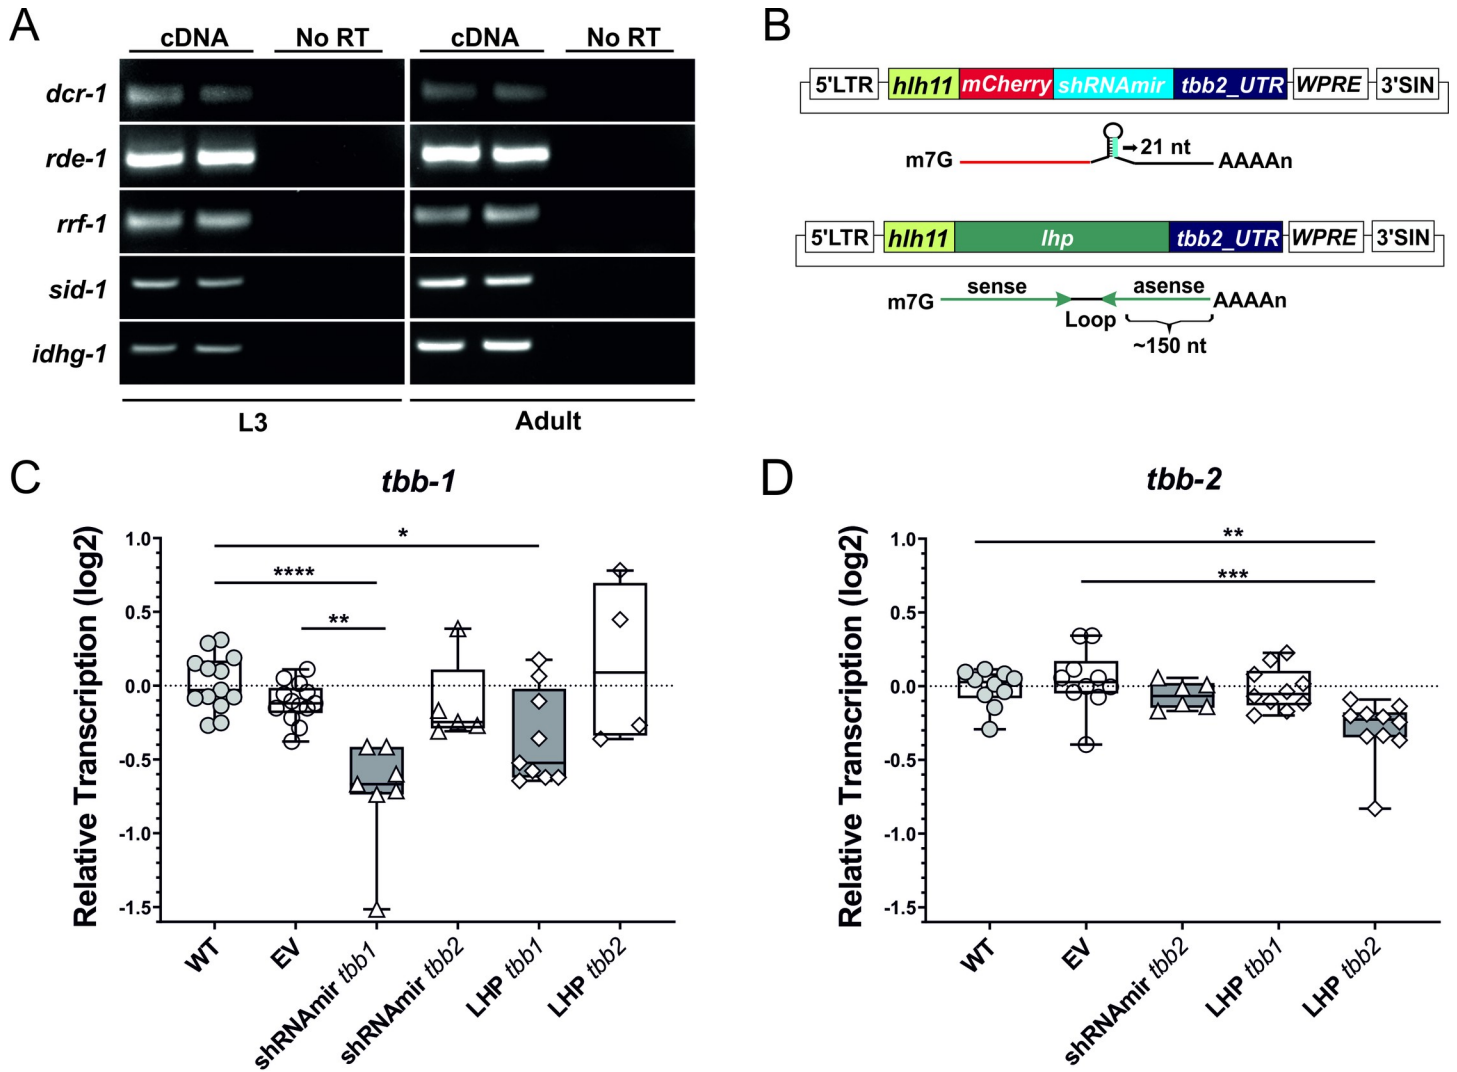 A
cDNA No RT cDNA No RT
dcr-1
rde-1
rrf-1
sid-1
idhg-1
L3 Adult
B
5'LTR hlh11 mCherry shRNAmir tbb2_UTR WPRE 3'SIN
m7G 21 nt AAAAn
5'LTR hlh11 lhp tbb2_UTR WPRE 3'SIN
sense asense
m7G AAAAn
Loop
~150 nt
C
tbb-1
Relative Transcription (log2)
1.0
0.5
0.0
-0.5
-1.0
-1.5
*
****
**
WT
EV
shRNAmir tbb1
shRNAmir tbb2
LHP tbb1
LHP tbb2
D
tbb-2
Relative Transcription (log2)
1.0
0.5
0.0
-0.5
-1.0
-1.5
**
***
WT
EV
shRNAmir tbb2
LHP tbb1
LHP tbb2